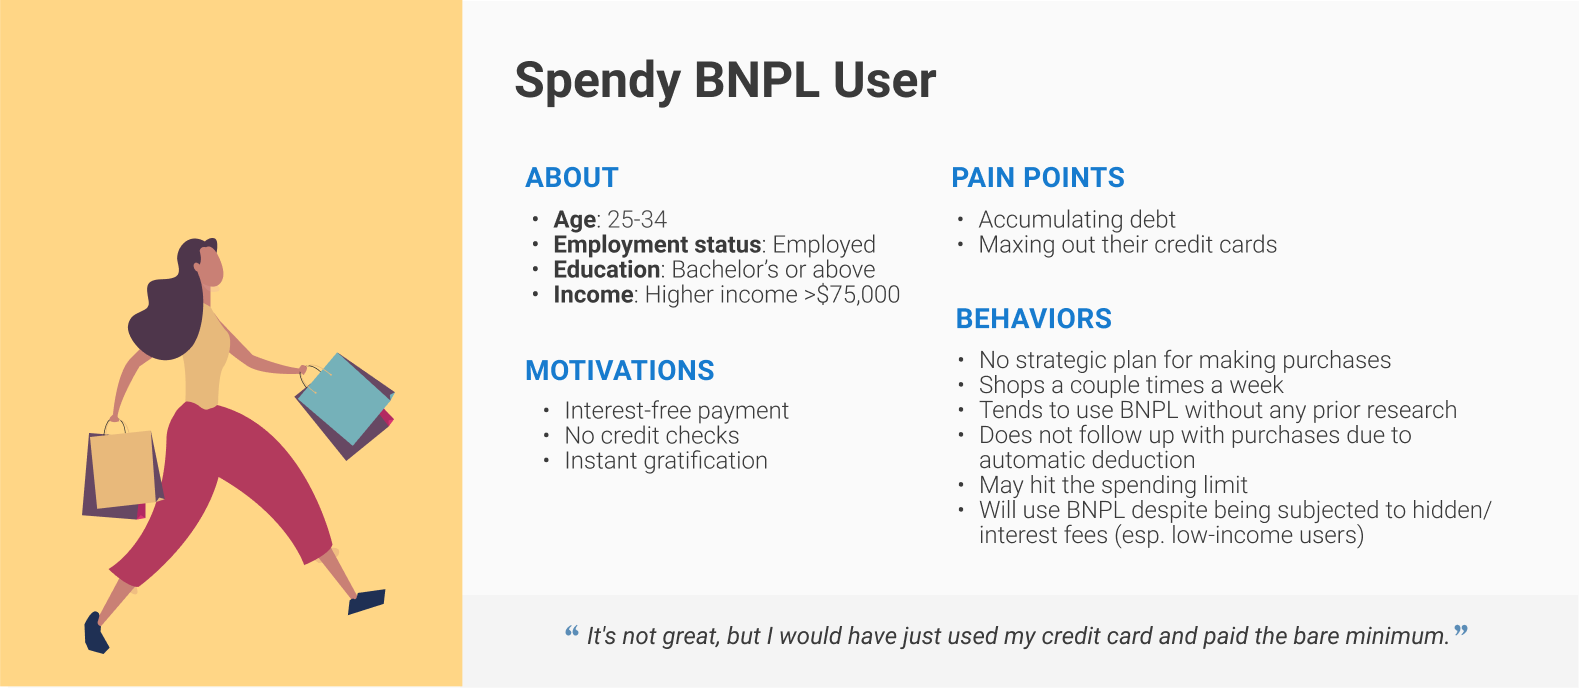 Spendy BNPL User
ABOUT
• Age: 25-34
• Employment status: Employed
• Education: Bachelor’s or above
• Income: Higher income >$75,000
MOTIVATIONS
• Interest-free payment
• No credit checks
• Instant gratification
PAIN POINTS
• Accumulating debt
• Maxing out their credit cards
BEHAVIORS
• No strategic plan for making purchases
• Shops a couple times a week
• Tends to use BNPL without any prior research
• Does not follow up with purchases due to
automatic deduction
• May hit the spending limit
• Will use BNPL despite being subjected to hidden/
interest fees (esp. low-income users)
“ It's not great, but I would have just used my credit card and paid the bare minimum. ”